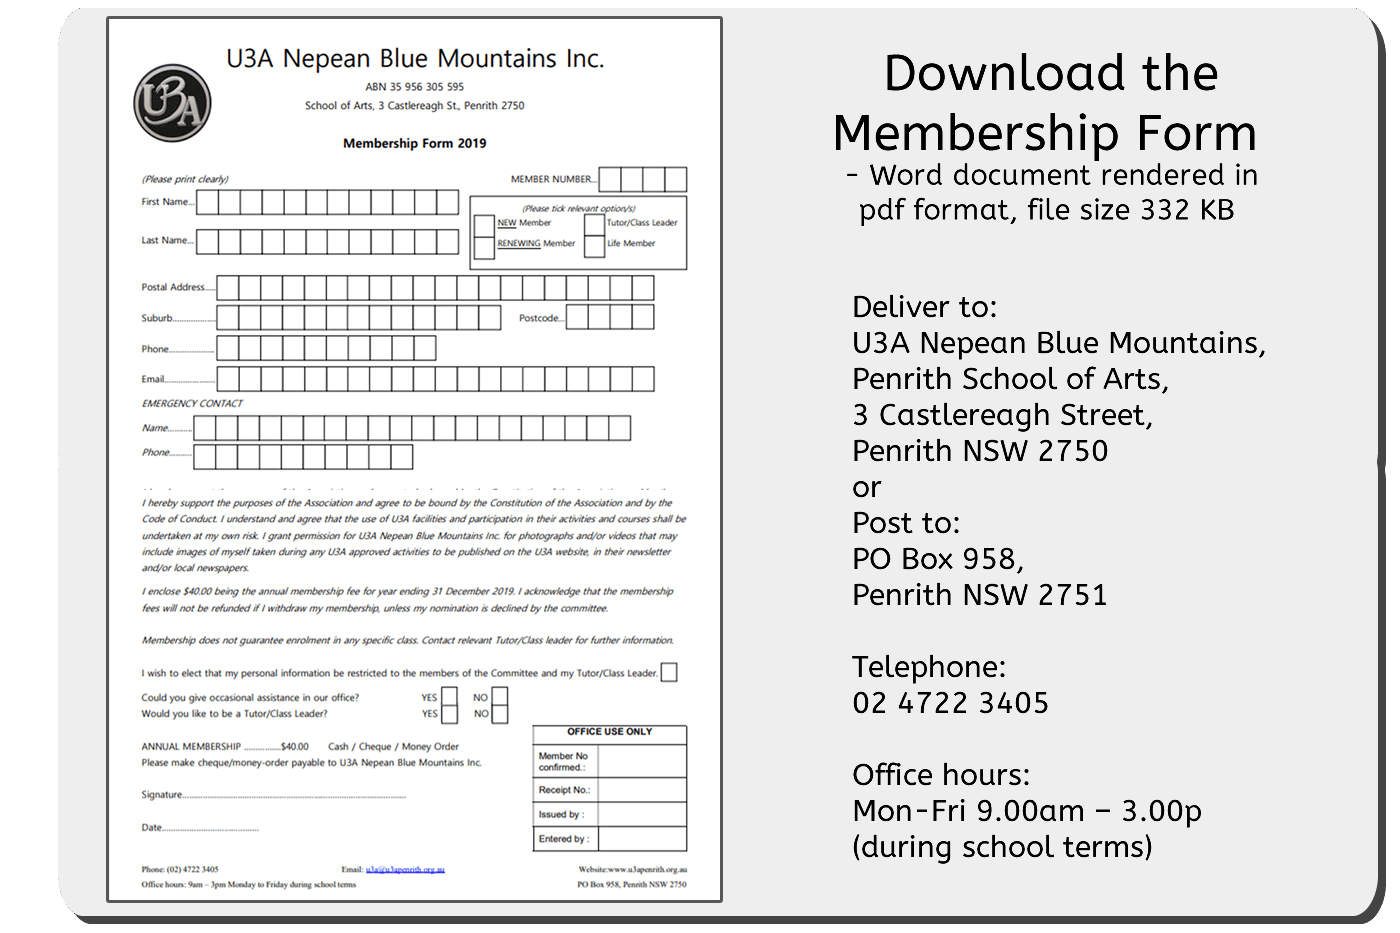 U3A
U3A Nepean Blue Mountains Inc.
ABN 35 956 305 595
School of Arts, 3 Castlereagh St., Penrith 2750
Membership Form 2019
(Please print clearly)
MEMBER NUMBER...
First Name...
(Please tick relevant option/s)
NEW Member
Tutor/Class Leader
RENEWING Member
Life Member
Last Name...
Postal Address.....
Suburb....................
Postcode...
Phone.....................
Email.......................
EMERGENCY CONTACT
Name...........
Phone..........
I hereby support the purposes of the Association and agree to be bound by the Constitution of the Association and by the
Code of Conduct. I understand and agree that the use of U3A facilities and participation in their activities and courses shall be
undertaken at my own risk. I grant permission for U3A Nepean Blue Mountains Inc. for photographs and/or videos that may
include images of myself taken during any U3A approved activities to be published on the U3A website, in their newsletter
and/or local newspapers.
I enclose $40.00 being the annual membership fee for year ending 31 December 2019. I acknowledge that the membership
fees will not be refunded if I withdraw my membership, unless my nomination is declined by the committee.
Membership does not guarantee enrolment in any specific class. Contact relevant Tutor/Class leader for further information.
I wish to elect that my personal information be restricted to the members of the Committee and my Tutor/Class Leader.
Could you give occasional assistance in our office? YES NO
Would you like to be a Tutor/Class Leader? YES NO
ANNUAL MEMBERSHIP ................$40.00 Cash / Cheque / Money Order
Please make cheque/money-order payable to U3A Nepean Blue Mountains Inc.
Signature....................................................................................
Date...................................................
OFFICE USE ONLY
Member No
confirmed.:
Receipt No.:
Issued by :
Entered by :
Phone: (02) 4722 3405 Email: u3a@u3apenrith.org.au Website:www.u3apenrith.org.au
Office hours: 9am – 3pm Monday to Friday during school terms PO Box 958, Penrith NSW 2750
Download the
Membership Form
- Word document rendered in
pdf format, file size 332 KB
Deliver to:
U3A Nepean Blue Mountains,
Penrith School of Arts,
3 Castlereagh Street,
Penrith NSW 2750
or
Post to:
PO Box 958,
Penrith NSW 2751
Telephone:
02 4722 3405
Office hours:
Mon-Fri 9.00am – 3.00p
(during school terms)